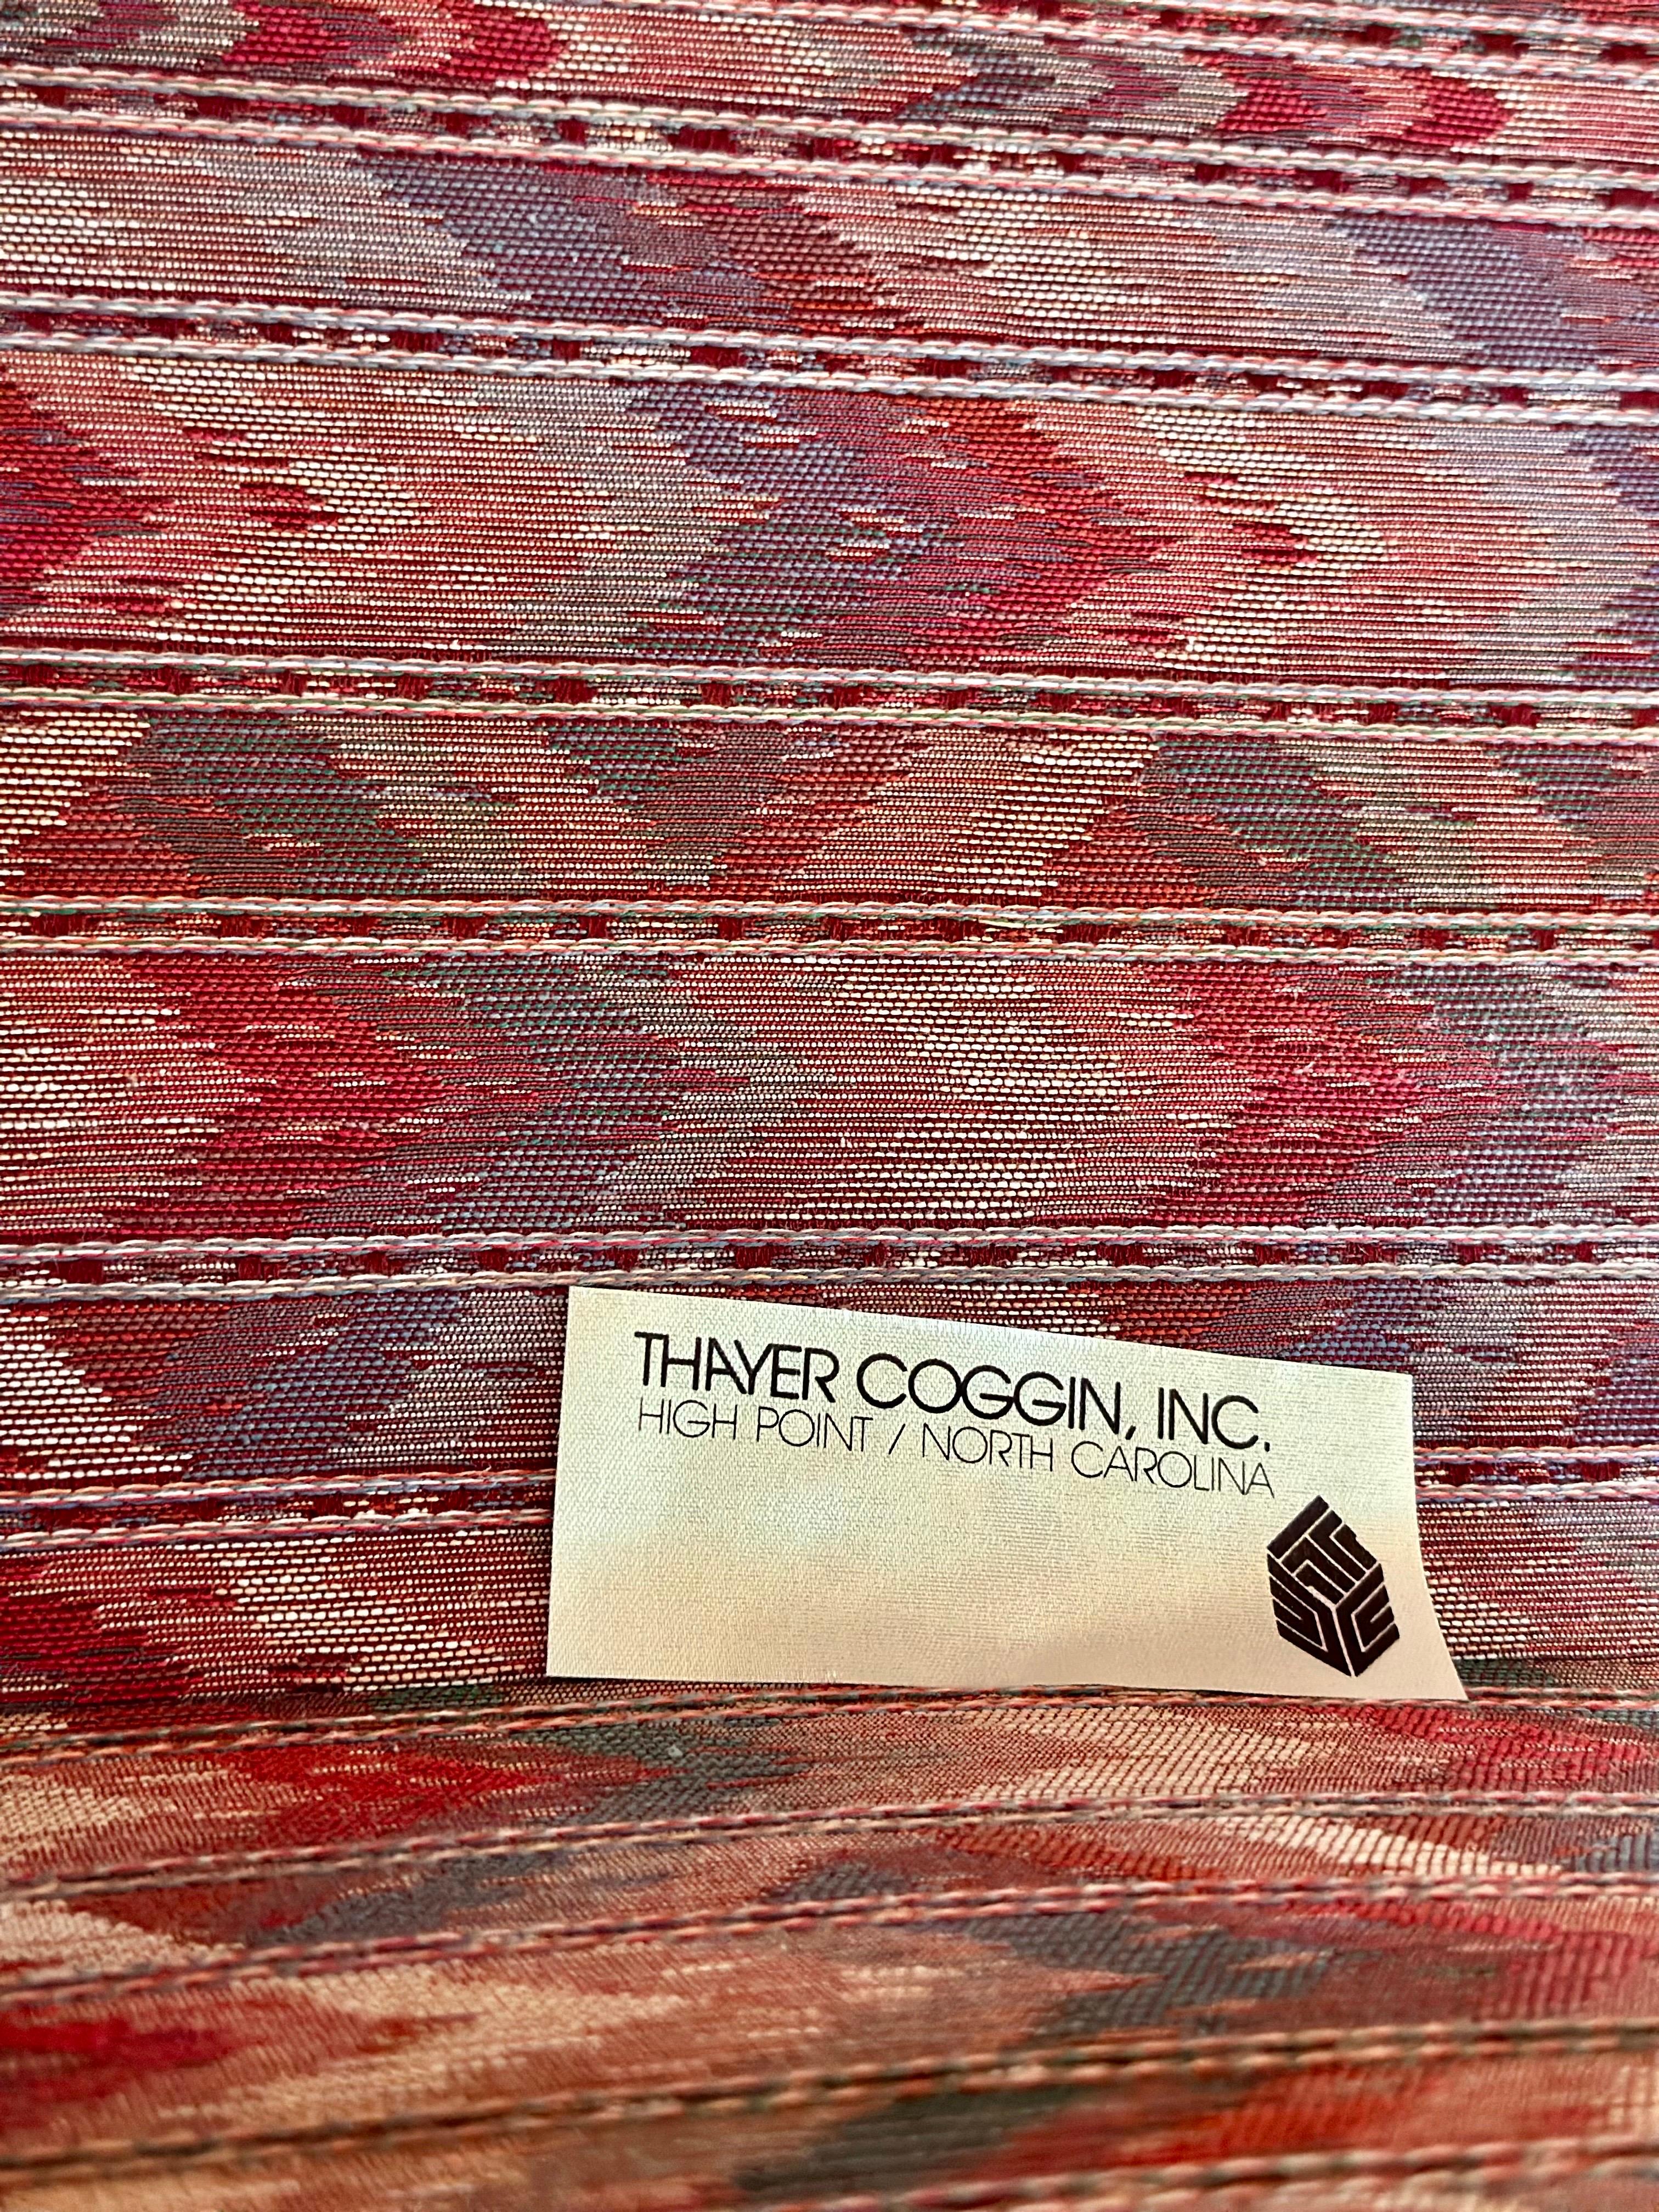 THAYER COGGIN, INC.
HIGH POINT / NORTH CAROLINA